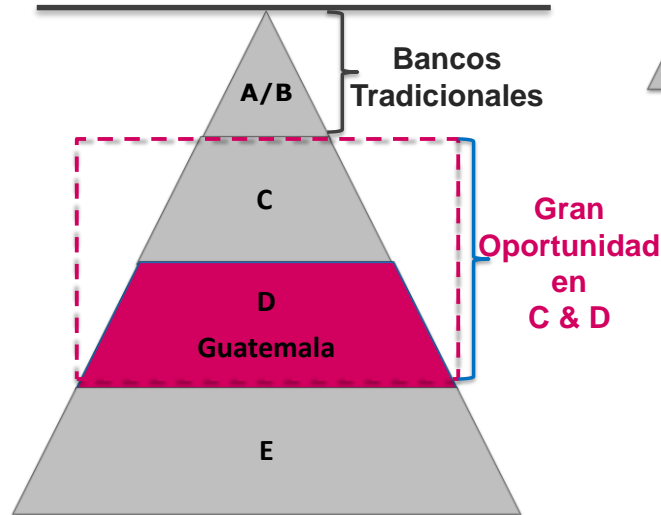 A/B
Bancos
Tradicionales
C
Gran
Oportunidad
en
C & D
D
Guatemala
E